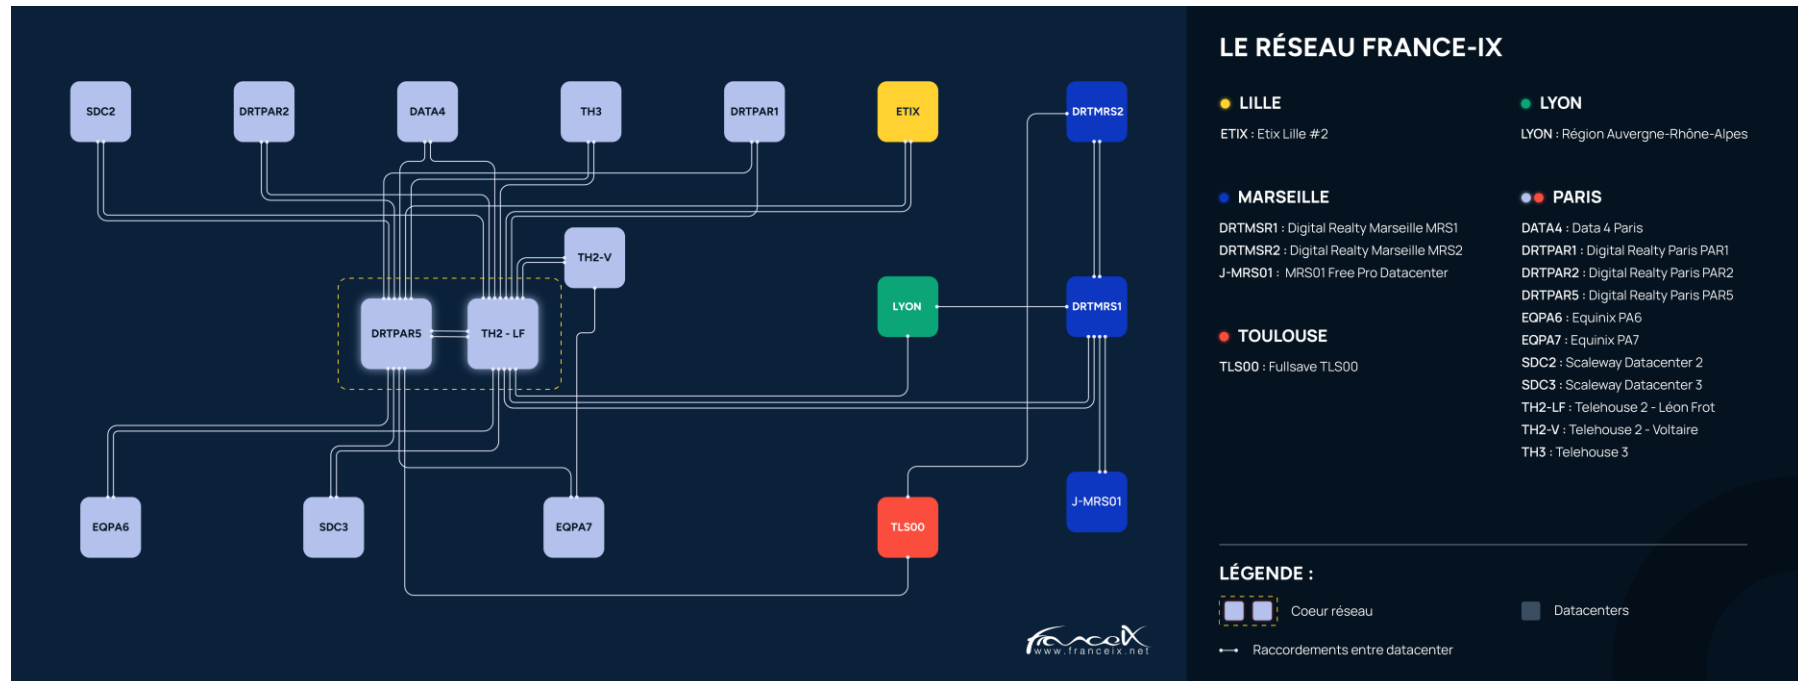 SDC2
DRTPAR2
DATA4
TH3
DRTPAR1
ETIX
DRTMRS2
TH2-V
DRTPAR5
TH2 - LF
LYON
DRTMRS1
EQPA6
SDC3
EQPA7
TLS00
J-MRS01
franceix
www.franceix.net
LE RÉSEAU FRANCE-IX
LILLE
ETIX : Etix Lille #2
LYON
LYON : Région Auvergne-Rhône-Alpes
MARSEILLE
DRTMSR1 : Digital Realty Marseille MRS1
DRTMSR2 : Digital Realty Marseille MRS2
J-MRS01 : MRS01 Free Pro Datacenter
TOULOUSE
TLS00 : Fullsave TLS00
PARIS
DATA4 : Data 4 Paris
DRTPAR1 : Digital Realty Paris PAR1
DRTPAR2 : Digital Realty Paris PAR2
DRTPAR5 : Digital Realty Paris PAR5
EQPA6 : Equinix PA6
EQPA7 : Equinix PA7
SDC2 : Scaleway Datacenter 2
SDC3 : Scaleway Datacenter 3
TH2-LF : Telehouse 2 - Léon Frot
TH2-V : Telehouse 2 - Voltaire
TH3 : Telehouse 3
LÉGENDE :
Coeur réseau
Datacenters
Raccordements entre datacenter